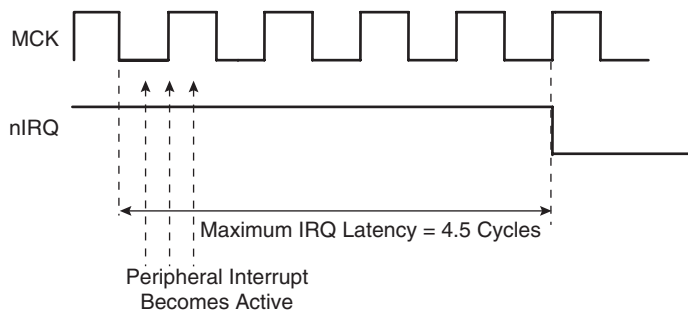 MCK
nIRQ
Maximum IRQ Latency = 4.5 Cycles
Peripheral Interrupt
Becomes Active